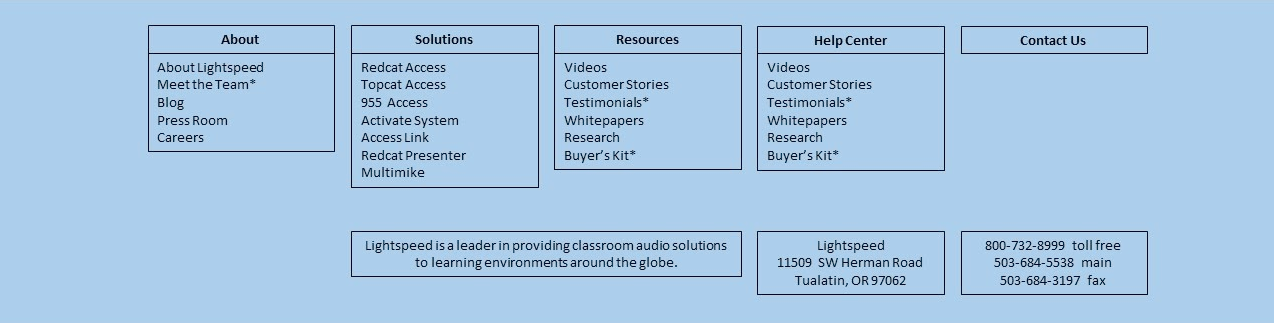 About
About Lightspeed
Meet the Team*
Blog
Press Room
Careers
Solutions
Redcat Access
Topcat Access
955 Access
Activate System
Access Link
Redcat Presenter
Multimike
Resources
Videos
Customer Stories
Testimonials*
Whitepapers
Research
Buyer’s Kit*
Help Center
Videos
Customer Stories
Testimonials*
Whitepapers
Research
Buyer’s Kit*
Contact Us
Lightspeed is a leader in providing classroom audio solutions
to learning environments around the globe.
Lightspeed
11509 SW Herman Road
Tualatin, OR 97062
800-732-8999 toll free
503-684-5538 main
503-684-3197 fax